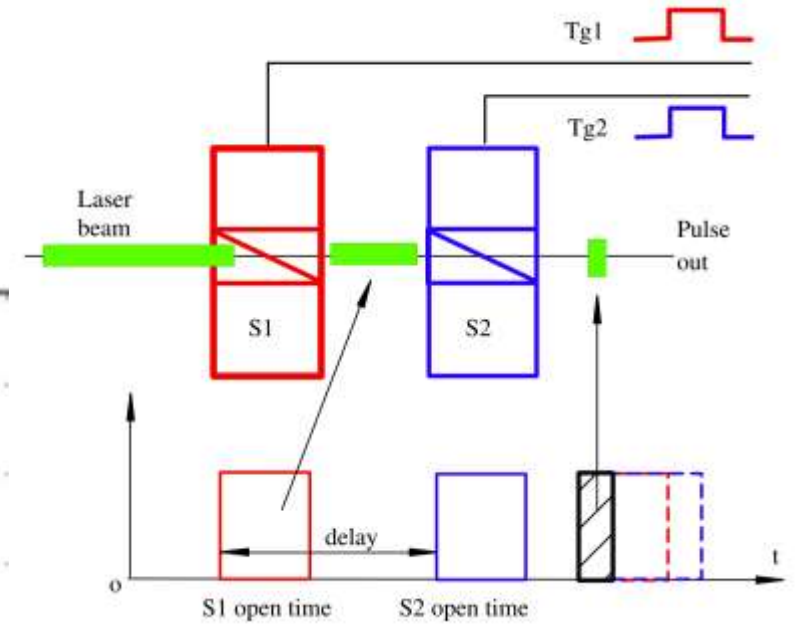 Tg1
Tg2
Laser
beam
Pulse
out
S1
S2
delay
t
o
S1 open time
S2 open time